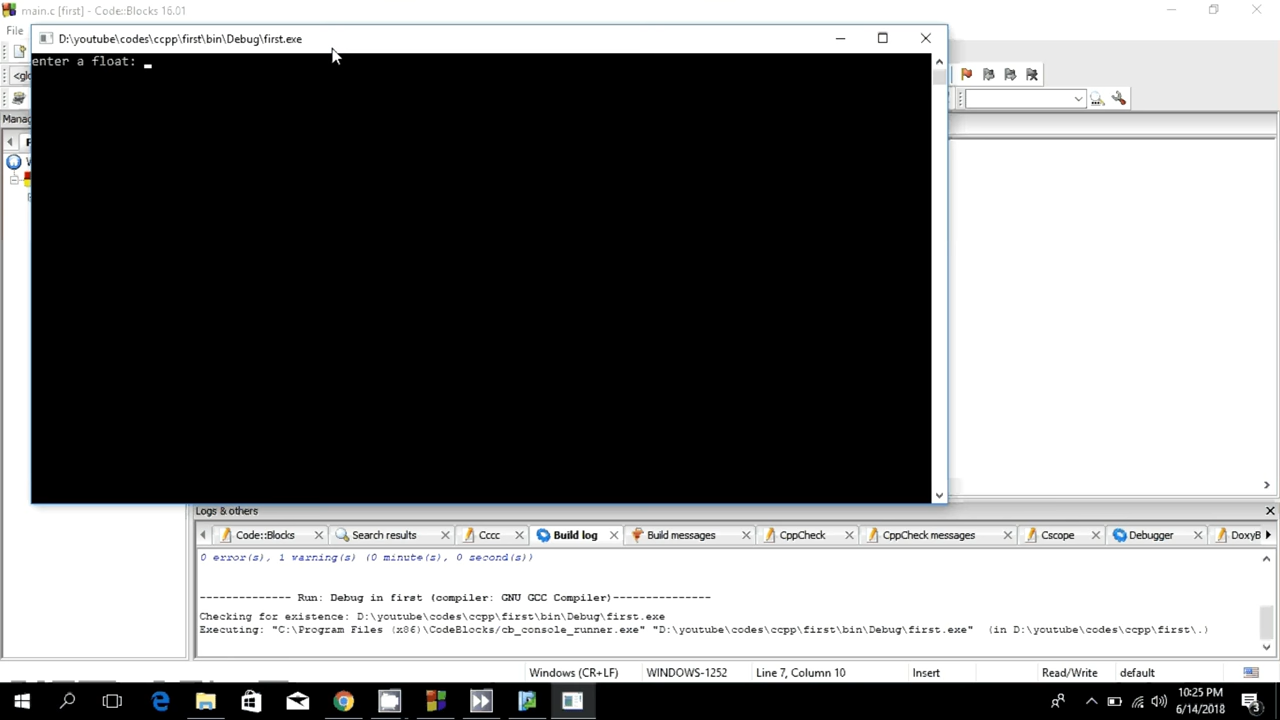 main.c [first] - Code::Blocks 16.01
File
D:\youtube\codes\ccpp\first\bin\Debug\first.exe
enter a float:
<glo
Manag
Logs & others
Code::Blocks
Search results
Cccc
Build log
Build messages
CppCheck
CppCheck messages
Cscope
Debugger
DoxyB
0 error(s), 1 warning(s) (0 minute(s), 0 second(s))
-------------- Run: Debug in first (compiler: GNU GCC Compiler)---------------
Checking for existence: D:\youtube\codes\ccpp\first\bin\Debug\first.exe
Executing: "C:\Program Files (x86)\CodeBlocks/cb_console_runner.exe" "D:\youtube\codes\ccpp\first\bin\Debug\first.exe"  (in D:\youtube\codes\ccpp\first\.)
Windows (CR+LF)
WINDOWS-1252
Line 7, Column 10
Insert
Read/Write
default
10:25 PM
6/14/2018
3